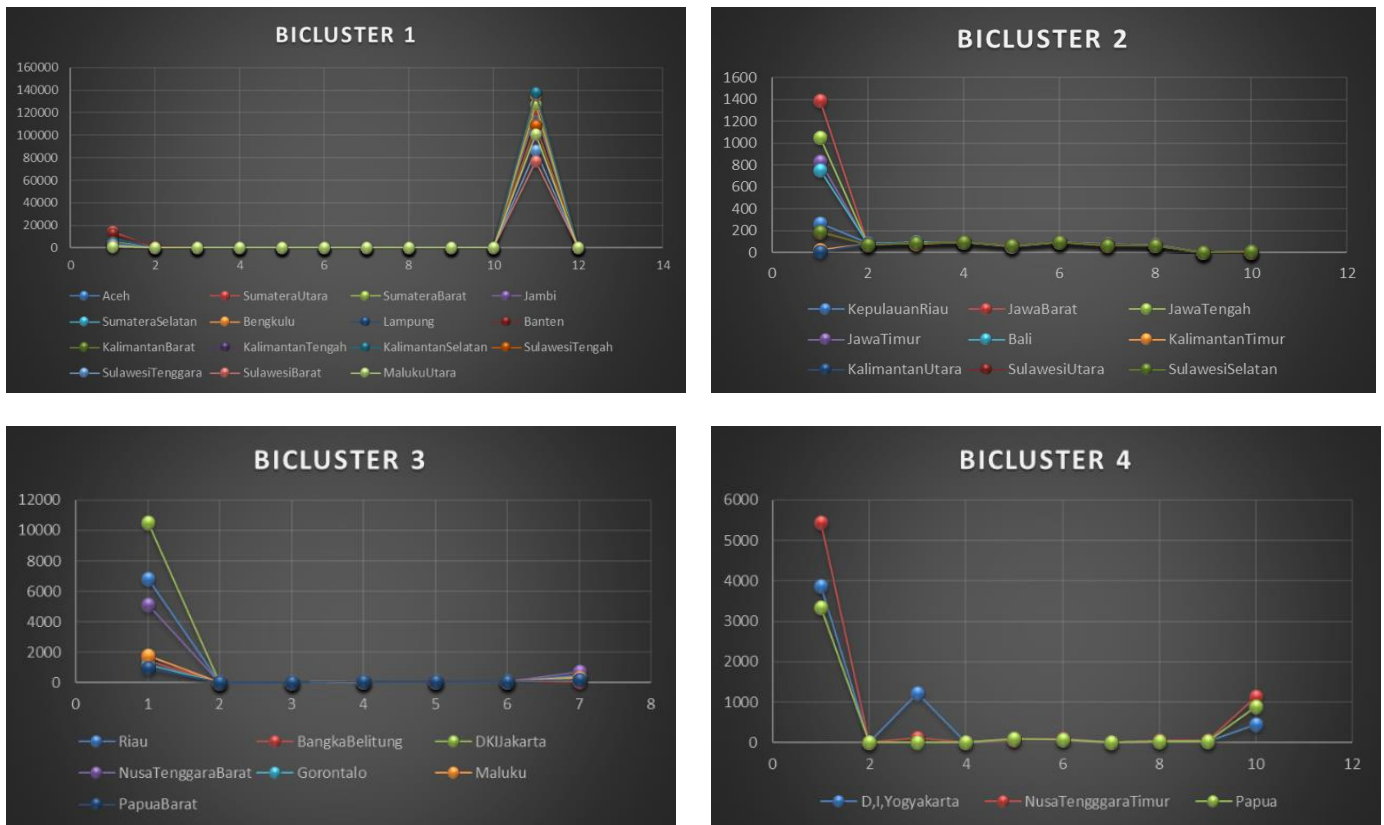 BICLUSTER 1
160000
140000
120000
100000
80000
60000
40000
20000
0
0 2 4 6 8 10 12 14
Aceh SumateraUtara SumateraBarat Jambi
SumateraSelatan Bengkulu Lampung Banten
KalimantanBarat KalimantanTengah KalimantanSelatan SulawesiTengah
SulawesiTenggara SulawesiBarat MalukuUtara
BICLUSTER 2
1600
1400
1200
1000
800
600
400
200
0
0 2 4 6 8 10 12
KepulauanRiau JawaBarat JawaTengah
JawaTimur Bali KalimantanTimur
KalimantanUtara SulawesiUtara SulawesiSelatan
BICLUSTER 3
12000
10000
8000
6000
4000
2000
0
0 1 2 3 4 5 6 7 8
Riau BangkaBelitung DKIJakarta
NusaTenggaraBarat Gorontalo Maluku
PapuaBarat
BICLUSTER 4
6000
5000
4000
3000
2000
1000
0
0 2 4 6 8 10 12
D,I,Yogyakarta NusaTengggaraTimur Papua